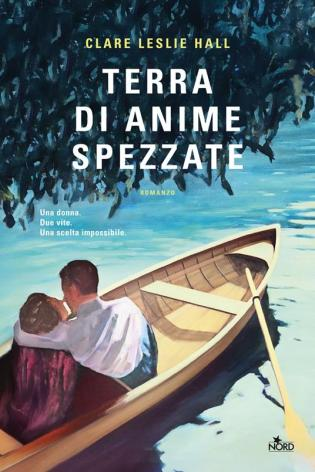 CLARE LESLIE HALL
TERRA
DI ANIME
SPEZZATE
ROMANZO
Una donna.
Due vite.
Una scelta impossibile.
NORD